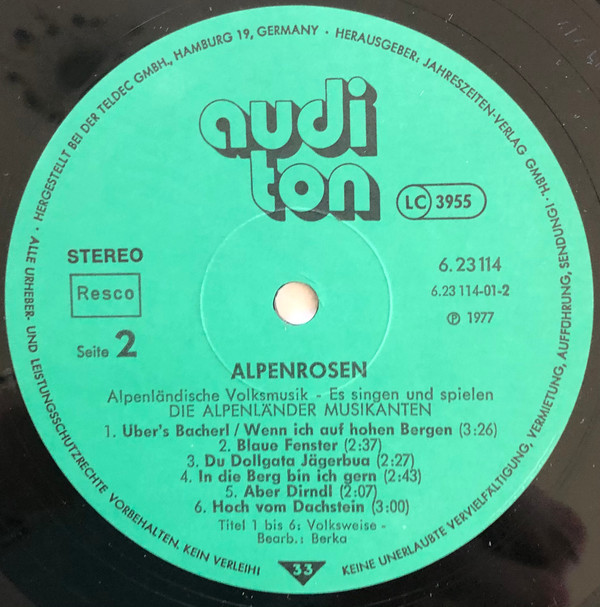 · HERGESTELLT BEI DER TELDEC GMBH., HAMBURG 19, GERMANY · HERAUSGEBER: JAHRESZEITEN-VERLAG GMBH. ·
audi
ton
LC 3955
STEREO
Resco
Seite 2
6.23114
6.23 114-01-2
℗ 1977
ALPENROSEN
Alpenländische Volksmusik - Es singen und spielen
DIE ALPENLÄNDER MUSIKANTEN
1. Uber's Bacherl / Wenn ich auf hohen Bergen (3:26)
2. Blaue Fenster (2:37)
3. Du Dollgata Jägerbua (2:27)
4. In die Berg bin ich gern (2:43)
5. Aber Dirndl (2:07)
6. Hoch vom Dachstein (3:00)
Titel 1 bis 6: Volksweise -
Bearb.: Berka
33
ALLE URHEBER- UND LEISTUNGSSCHUTZRECHTE VORBEHALTEN. KEIN VERLEIH!
KEINE UNERLAUBTE VERVIELFÄLTIGUNG, VERMIETUNG, AUFFÜHRUNG, SENDUNG!